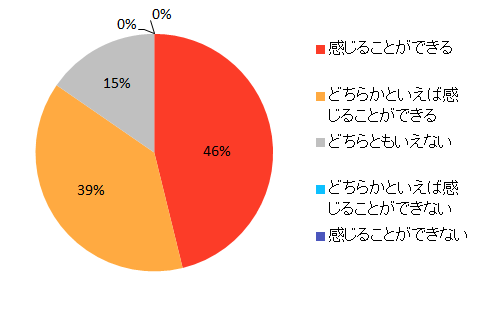 0%
0%
15%
46%
39%
感じることができる
どちらかといえば感
じることができる
どちらともいえない
どちらかといえば感
じることができない
感じることができない